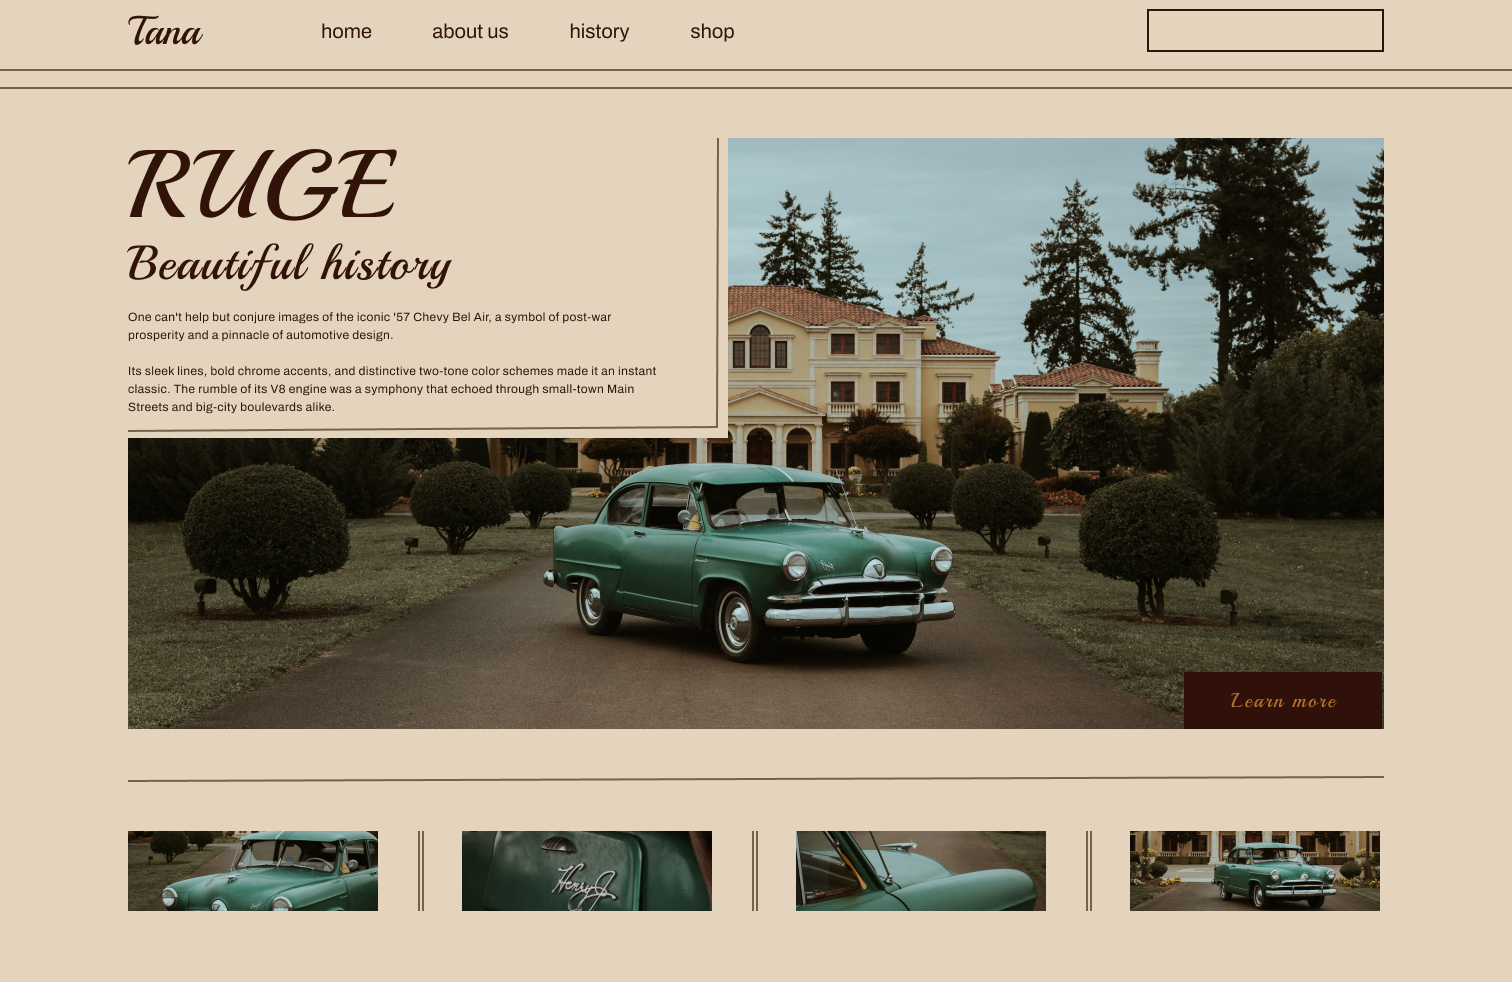 Tana
home
about us
history
shop
RUGE
Beautiful history
One can't help but conjure images of the iconic '57 Chevy Bel Air, a symbol of post-war
prosperity and a pinnacle of automotive design.
Its sleek lines, bold chrome accents, and distinctive two-tone color schemes made it an instant
classic. The rumble of its V8 engine was a symphony that echoed through small-town Main
Streets and big-city boulevards alike.
Learn more
Henry J